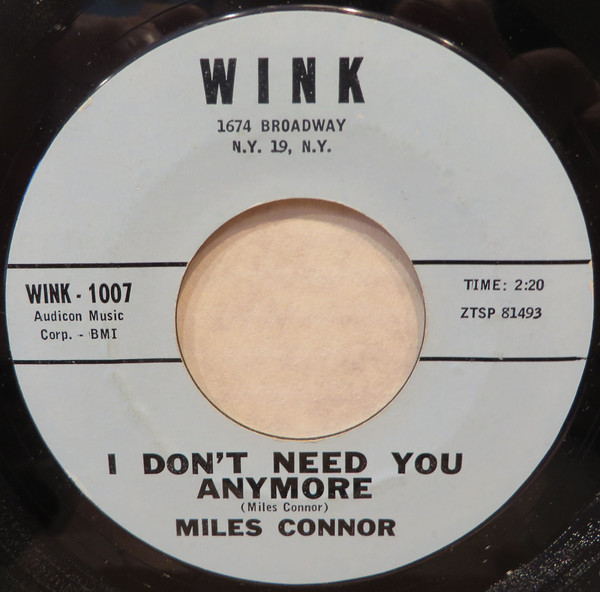 WINK
1674 BROADWAY
N.Y. 19, N.Y.
WINK - 1007
Audicon Music
Corp. - BMI
TIME: 2:20
ZTSP 81493
I DON'T NEED YOU
ANYMORE
(Miles Connor)
MILES CONNOR